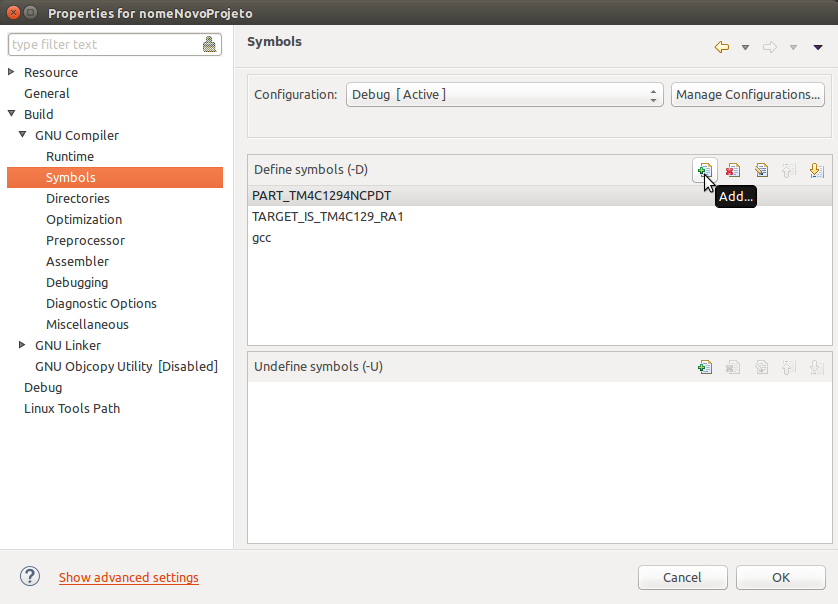 Properties for nomeNovoProjeto
type filter text
Resource
General
Build
GNU Compiler
Runtime
Symbols
Directories
Optimization
Preprocessor
Assembler
Debugging
Diagnostic Options
Miscellaneous
GNU Linker
GNU Objcopy Utility [Disabled]
Debug
Linux Tools Path
Symbols
Configuration: Debug [ Active ] Manage Configurations...
Define symbols (-D)
Add...
PART_TM4C1294NCPDT
TARGET_IS_TM4C129_RA1
gcc
Undefine symbols (-U)
? Show advanced settings Cancel OK